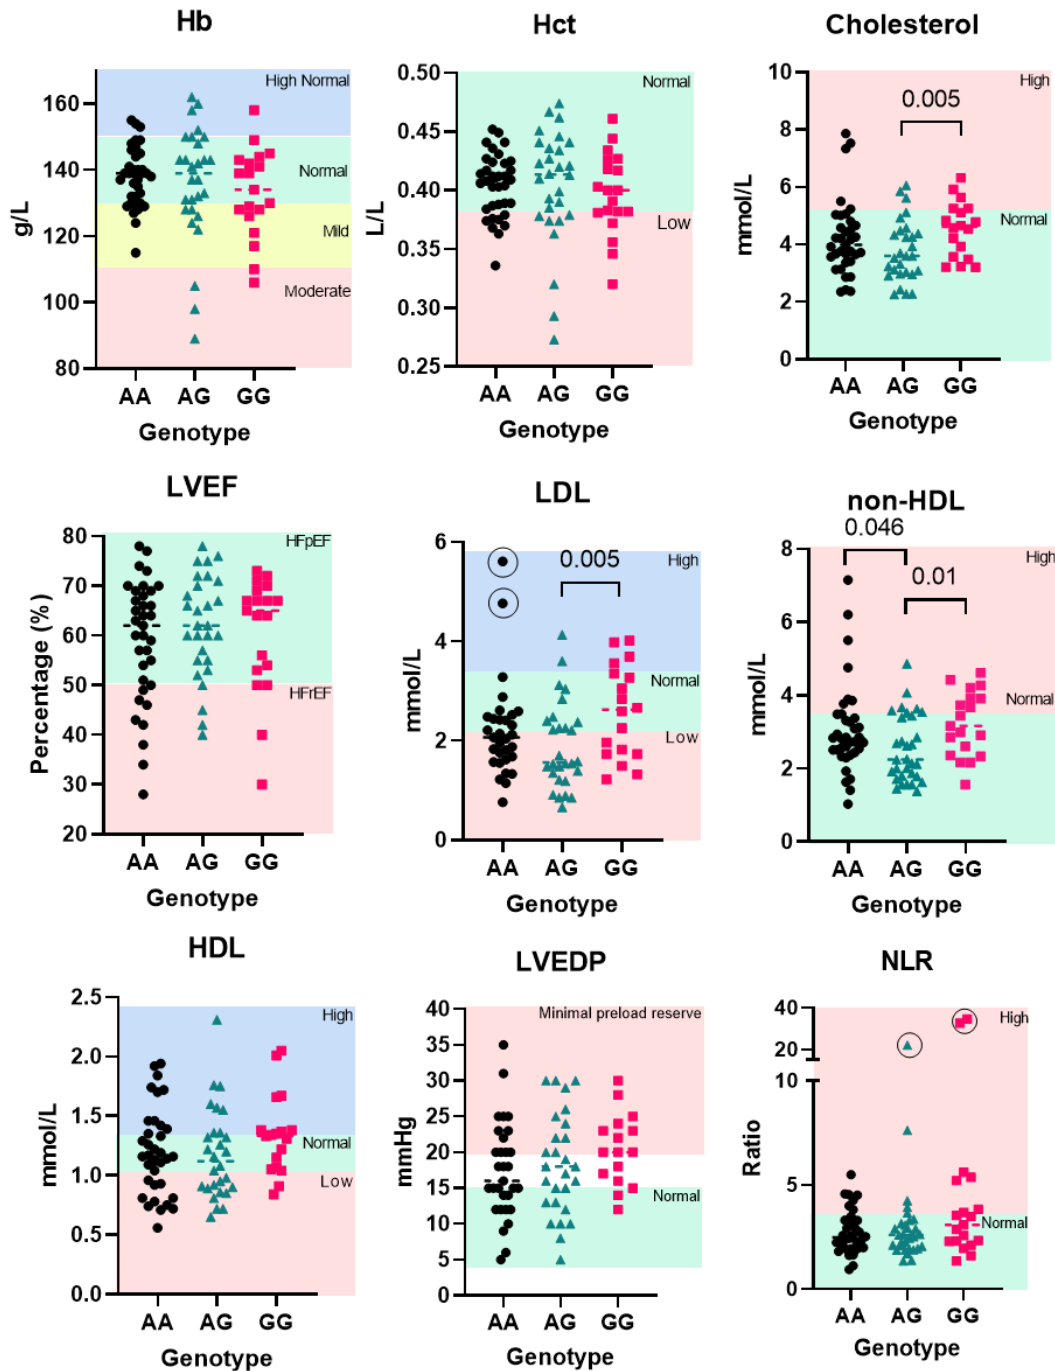 Hb
High Normal
160
140
Normal
g/L
120
Mild
100
Moderate
80
AA AG GG
Genotype
Hct
0.50
Normal
0.45
0.40
L/L
Low
0.35
0.30
0.25
AA AG GG
Genotype
Cholesterol
10
High
0.005
8
6
mmol/L
Normal
4
2
0
AA AG GG
Genotype
LVEF
80
HFpEF
70
60
Percentage (%)
50
HFrEF
40
30
20
AA AG GG
Genotype
LDL
6
0.005
High
4
mmol/L
Normal
Low
2
0
AA AG GG
Genotype
non-HDL
0.046
8
High
0.01
6
mmol/L
Normal
4
2
0
AA AG GG
Genotype
HDL
2.5
High
2.0
1.5
mmol/L
Normal
1.0
Low
0.5
0.0
AA AG GG
Genotype
LVEDP
40
Minimal preload reserve
35
30
25
mmHg
20
15
Normal
10
5
0
AA AG GG
Genotype
NLR
40
High
20
10
Ratio
5
Normal
0
AA AG GG
Genotype